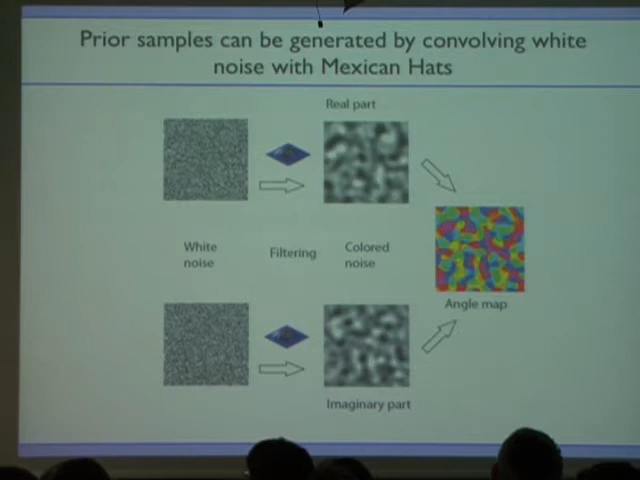 Prior samples can be generated by convolving white
noise with Mexican Hats
Real part
White
noise
Filtering
Colored
noise
Angle map
Imaginary part